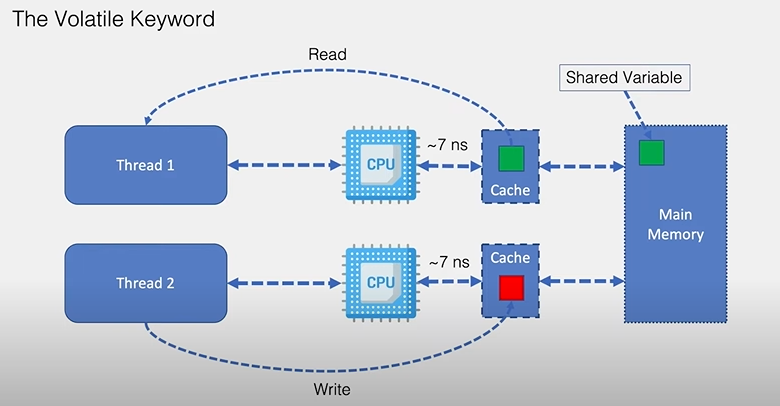 The Volatile Keyword
Read
Shared Variable
Thread 1
CPU
~7 ns
Cache
Main
Memory
Thread 2
CPU
~7 ns
Cache
Write